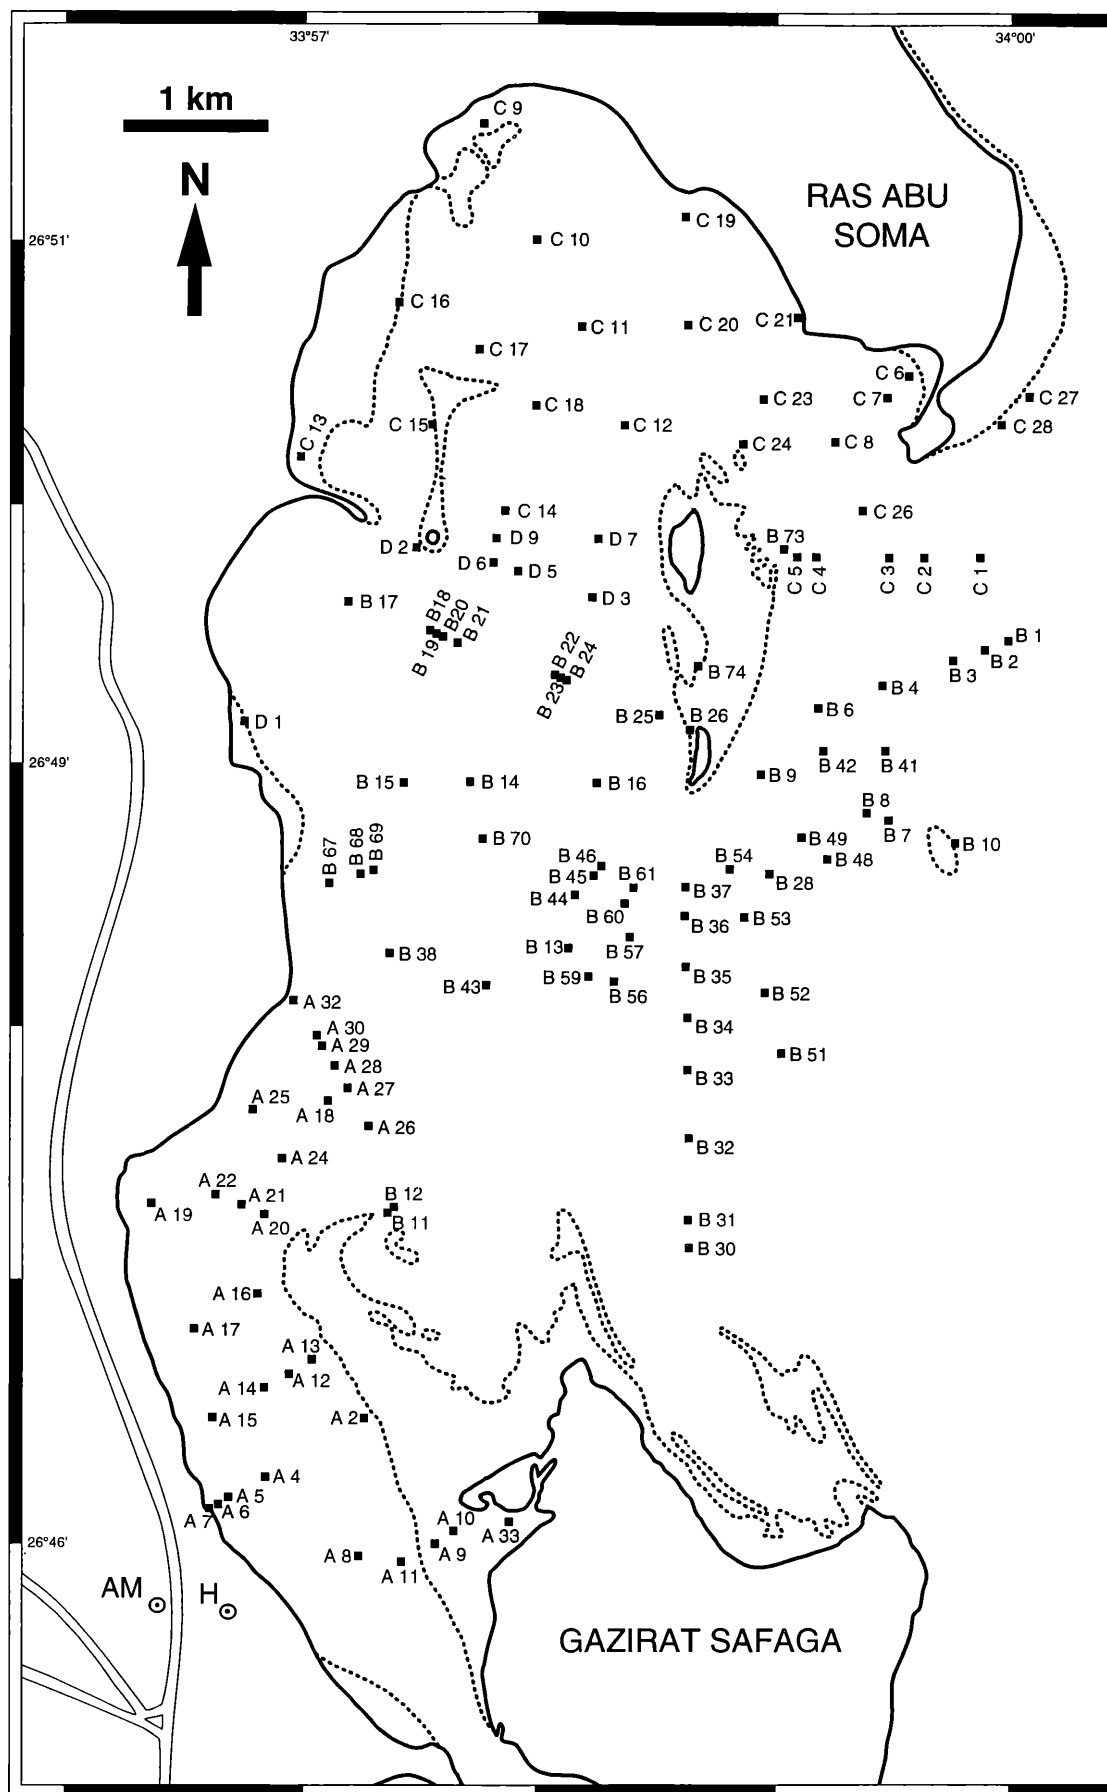 33°57'
34°00'
1 km
C 9
N
RAS ABU
SOMA
C 19
26°51'
C 10
C 16
C 21
C 11
C 20
C 17
C 6
C 23
C 7
C 27
C 18
C 15
C 12
C 28
C 13
C 24
C 8
C 14
C 26
D 9
D 7
B 73
D 2
D 6
D 5
C 5
C 4
C 3
C 2
C 1
B 17
D 3
B18
B20
B 21
B 19
B 1
B 2
B 3
B 22
B 24
B 23
B 74
B 4
B 25
B 26
B 6
D 1
26°49'
B 42
B 41
B 15
B 14
B 16
B 9
B 8
B 7
B 70
B 49
B 10
B 67
B 68
B 69
B 46
B 45
B 61
B 54
B 48
B 28
B 44
B 37
B 60
B 36
B 53
B 13
B 57
B 38
B 59
B 35
B 43
B 56
B 52
A 32
B 34
A 30
A 29
B 51
A 28
B 33
A 27
A 25
A 18
A 26
B 32
A 24
A 22
A 21
B 12
A 19
A 20
B 11
B 31
B 30
A 16
A 17
A 13
A 12
A 14
A 15
A 2
A 4
A 5
A 6
A 7
A 10
A 33
26°46'
A 8
A 9
A 11
AM
H
GAZIRAT SAFAGA